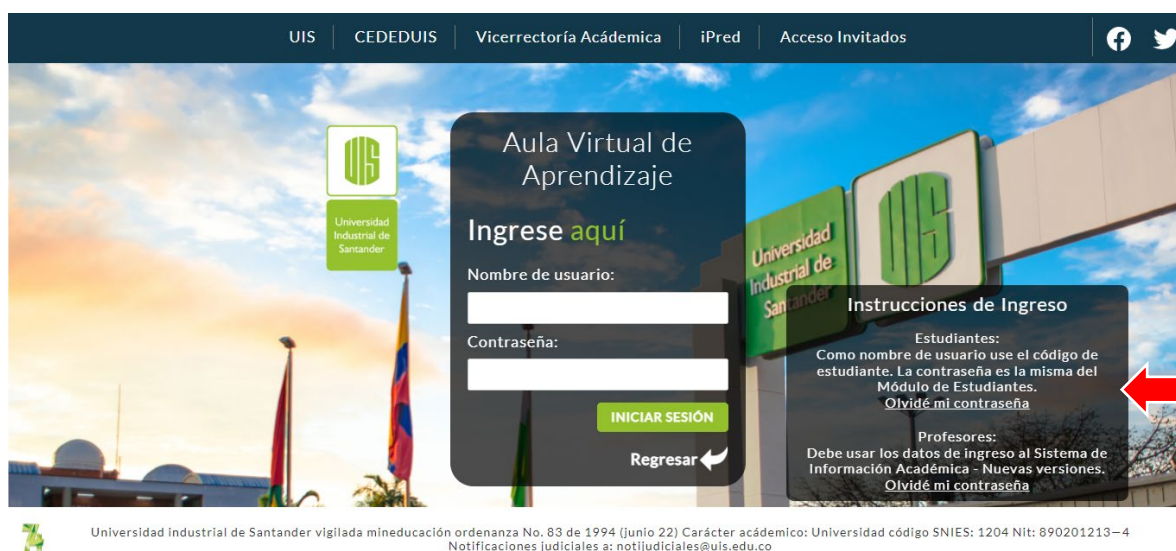 UIS
CEDEDUIS
Vicerrectoría Acádemica
iPred
Acceso Invitados
UIS
Universidad
Industrial de
Santander
Aula Virtual de
Aprendizaje
Ingrese aquí
Nombre de usuario:
Contraseña:
INICIAR SESIÓN
Regresar
UIS
Universidad
Industrial de
Santander
Instrucciones de Ingreso
Estudiantes:
Como nombre de usuario use el código de
estudiante. La contraseña es la misma del
Módulo de Estudiantes.
Olvidé mi contraseña
Profesores:
Debe usar los datos de ingreso al Sistema de
Información Académica - Nuevas versiones.
Olvidé mi contraseña
Universidad industrial de Santander vigilada mineducación ordenanza No. 83 de 1994 (junio 22) Carácter acádemico: Universidad código SNIES: 1204 Nit: 890201213—4
Notificaciones judiciales a: notijudiciales@uis.edu.co